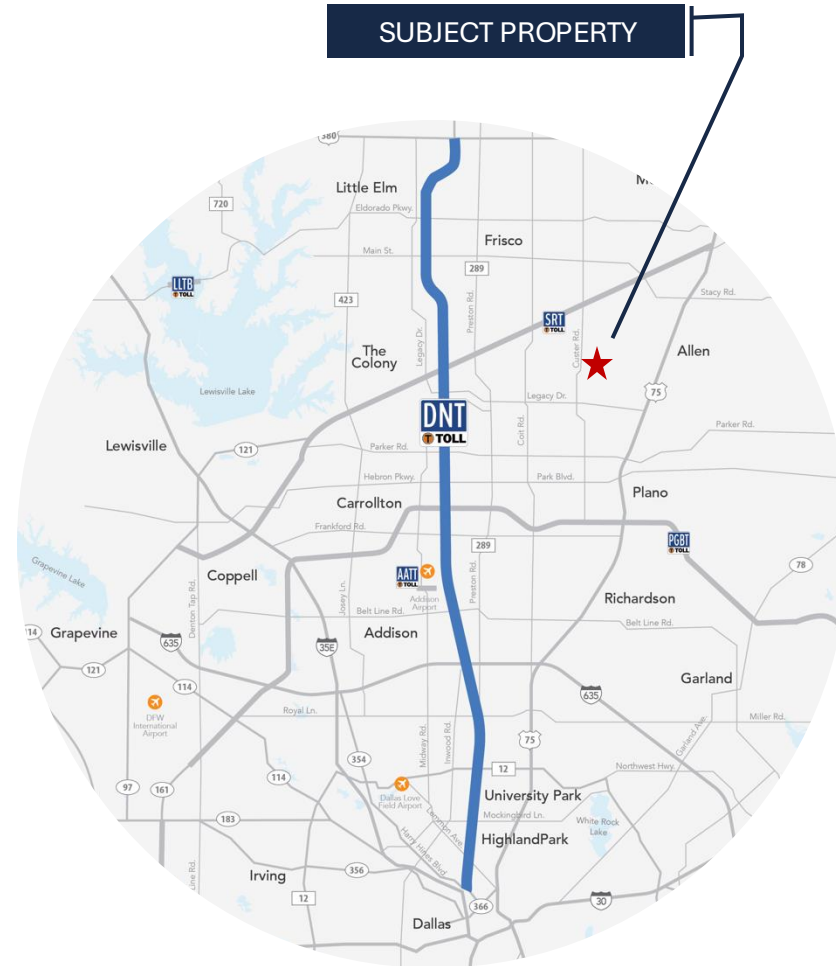 SUBJECT PROPERTY
380
Little Elm
720
Eldorado Pkwy.
Frisco
Main St.
289
Preston Rd.
LLTB
TOLL
423
Stacy Rd.
SRT
TOLL
Custer Rd.
Legacy Dr.
The
Colony
Allen
75
Lewisville Lake
Legacy Dr.
DNT
TOLL
Coit Rd.
Parker Rd.
Lewisville
121
Parker Rd.
Hebron Pkwy.
Park Blvd.
Plano
Carrollton
Frankford Rd.
289
PGBT
TOLL
78
Grapevine Lake
Coppell
AATT
TOLL
Addison
Airport
Preston Rd.
Denton Tap Rd.
Josey Ln.
Richardson
Belt Line Rd.
Belt Line Rd.
114
Grapevine
635
35E
Addison
121
114
Garland
635
DFW
International
Airport
Royal Ln.
Midway Rd.
Inwood Rd.
75
Garland Ave.
Miller Rd.
354
12
Northwest Hwy.
97
161
114
Dallas Love
Field Airport
University Park
Lemmon Ave.
Mockingbird Ln.
White Rock
Lake
183
Harry Hines Blvd.
HighlandPark
Irving
356
12
366
30
Line Rd.
Dallas